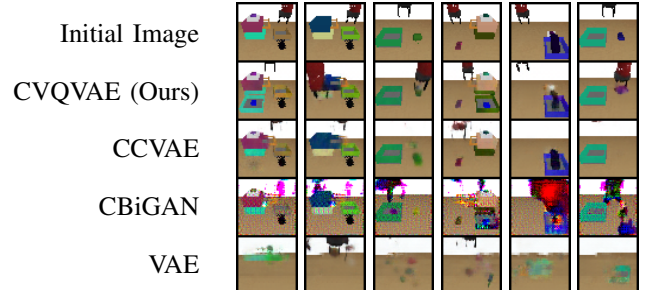 Initial Image
CVQVAE (Ours)
CCVAE
CBiGAN
VAE